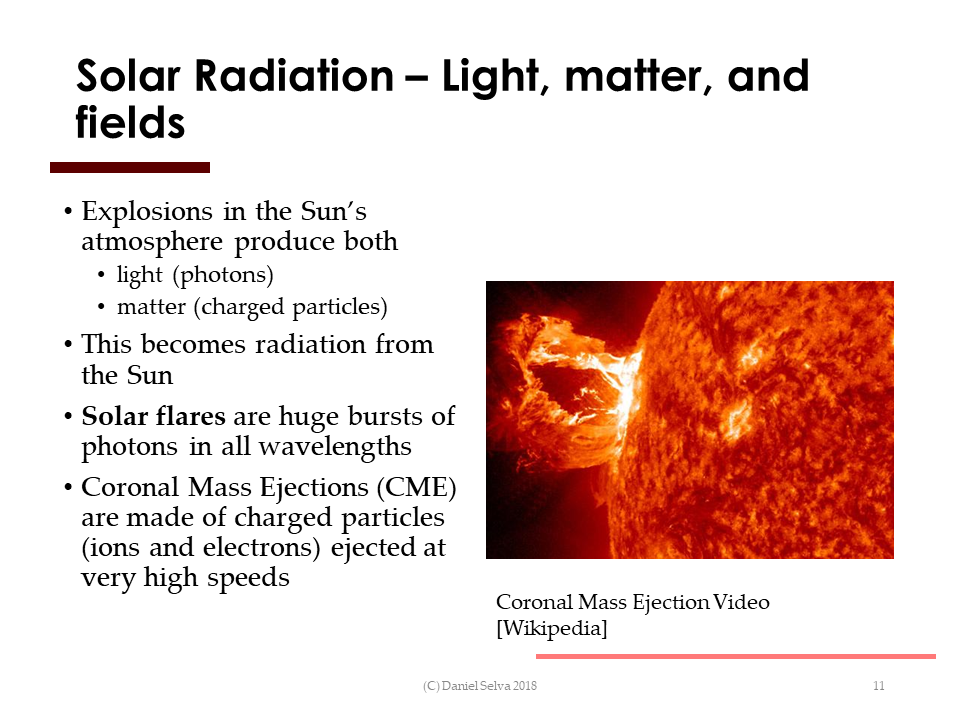 Solar Radiation – Light, matter, and
fields
• Explosions in the Sun’s
atmosphere produce both
• light (photons)
• matter (charged particles)
• This becomes radiation from
the Sun
• Solar flares are huge bursts of
photons in all wavelengths
• Coronal Mass Ejections (CME)
are made of charged particles
(ions and electrons) ejected at
very high speeds
Coronal Mass Ejection Video
[Wikipedia]
(C) Daniel Selva 2018
11